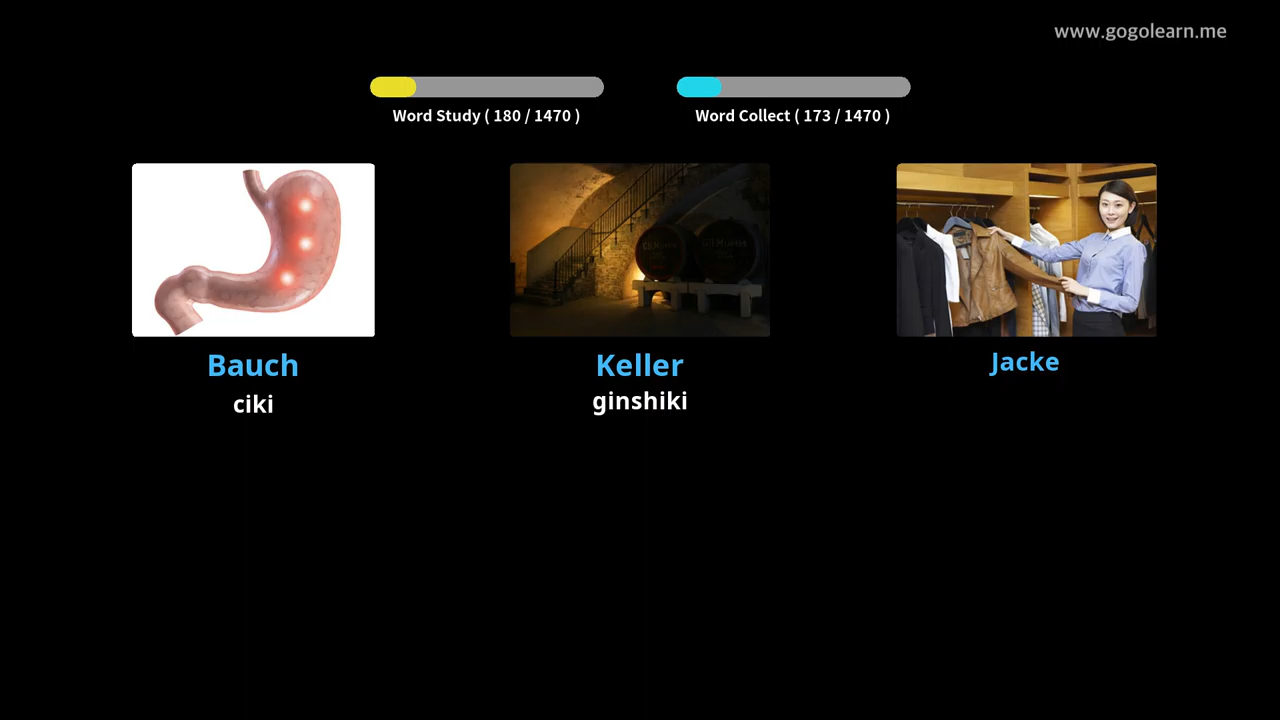 www.gogolearn.me
Word Study ( 180 / 1470 )
Word Collect ( 173 / 1470 )
Bauch
ciki
Keller
ginshiki
Jacke